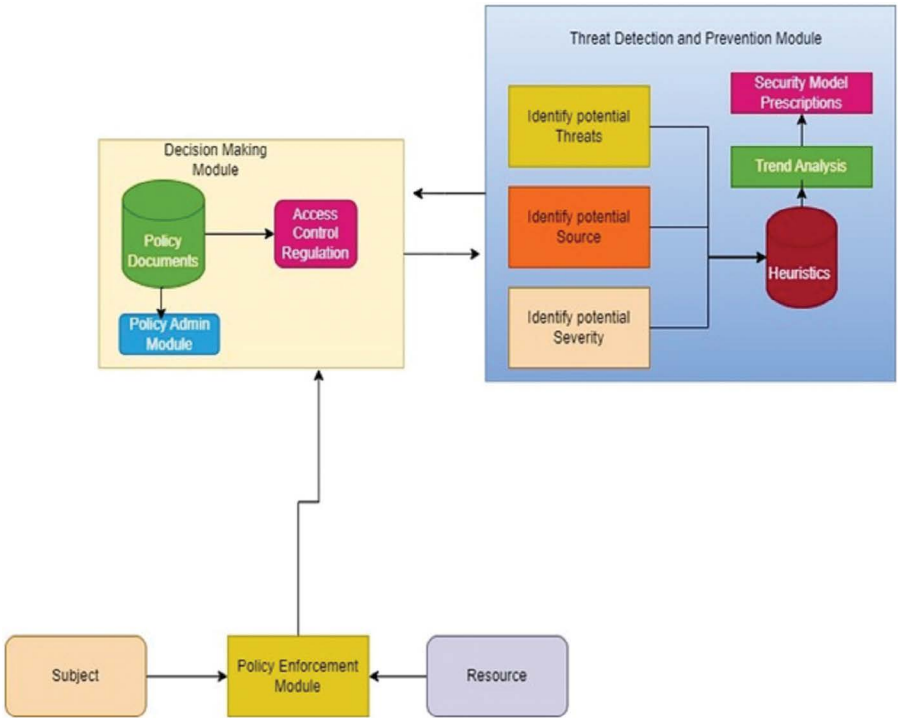 Threat Detection and Prevention Module
Security Model
Prescriptions
Identify potential
Threats
Trend Analysis
Decision Making
Module
Policy
Documents
Access
Control
Regulation
Identify potential
Source
Heuristics
Policy Admin
Module
Identify potential
Severity
Subject
Policy Enforcement
Module
Resource